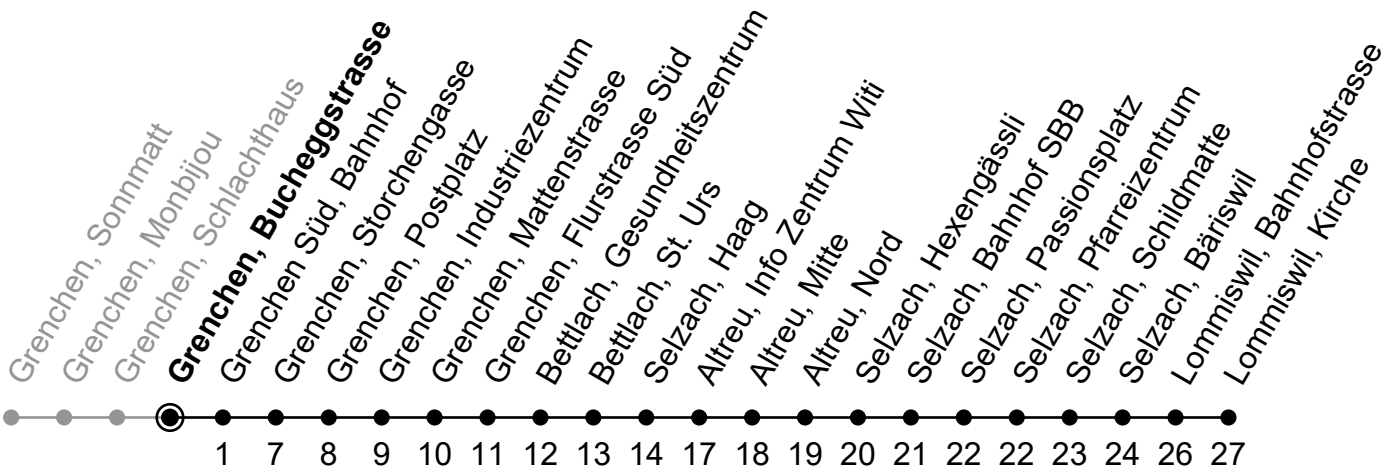 Grenchen, Sonnmatt
Grenchen, Monbijou
Grenchen, Schlachthaus
Grenchen, Bucheggstrasse
Grenchen Süd, Bahnhof
Grenchen, Storchengasse
Grenchen, Postplatz
Grenchen, Industriezentrum
Grenchen, Mattenstrasse
Grenchen, Flurstrasse Süd
Bettlach, Gesundheitszentrum
Bettlach, St. Urs
Selzach, Haag
Altreu, Info Zentrum Witi
Altreu, Mitte
Altreu, Nord
Selzach, Hexengässli
Selzach, Bahnhof SBB
Selzach, Passionsplatz
Selzach, Pfarreizentrum
Selzach, Schildmatte
Selzach, Bäriswil
Lommiswil, Bahnhofstrasse
Lommiswil, Kirche
1 7 8 9 10 11 12 13 14 17 18 19 20 21 22 22 23 24 26 27